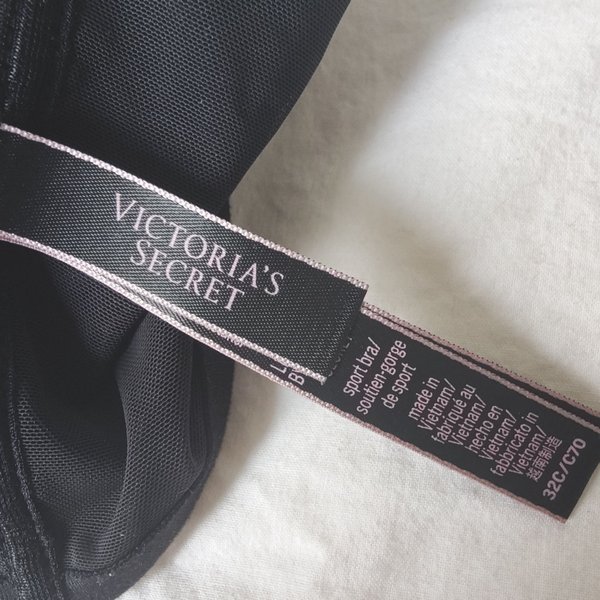 VICTORIA'S
SECRET
sport bra/
soutien-gorge
de sport
made in
Vietnam/
fabriqué au
Vietnam/
hecho en
Vietnam/
fabbricato in
Vietnam/
越南制造
32C/C70